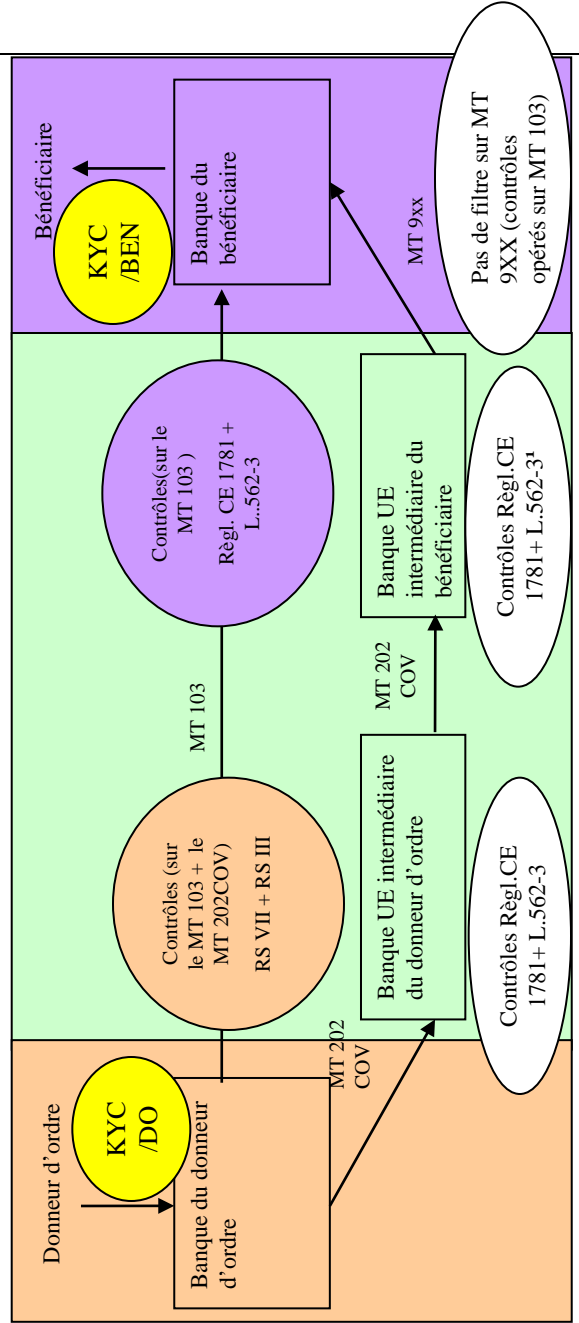 Donneur d'ordre
KYC
/DO
Banque du donneur
d'ordre
MT 202
COV
Contrôles (sur
le MT 103 + le
MT 202COV)
RS VII + RS III
MT 103
Contrôles(sur le
MT 103 )
Règl. CE 1781 +
L..562-3
Bénéficiaire
KYC
/BEN
Banque du
bénéficiaire
Banque UE intermédiaire
du donneur d'ordre
MT 202
COV
Banque UE
intermédiaire du
bénéficiaire
MT 9xx
Contrôles Règl.CE
1781+ L.562-3
Contrôles Règl.CE
1781+ L.562-3¹
Pas de filtre sur MT
9XX (contrôles
opérés sur MT 103)